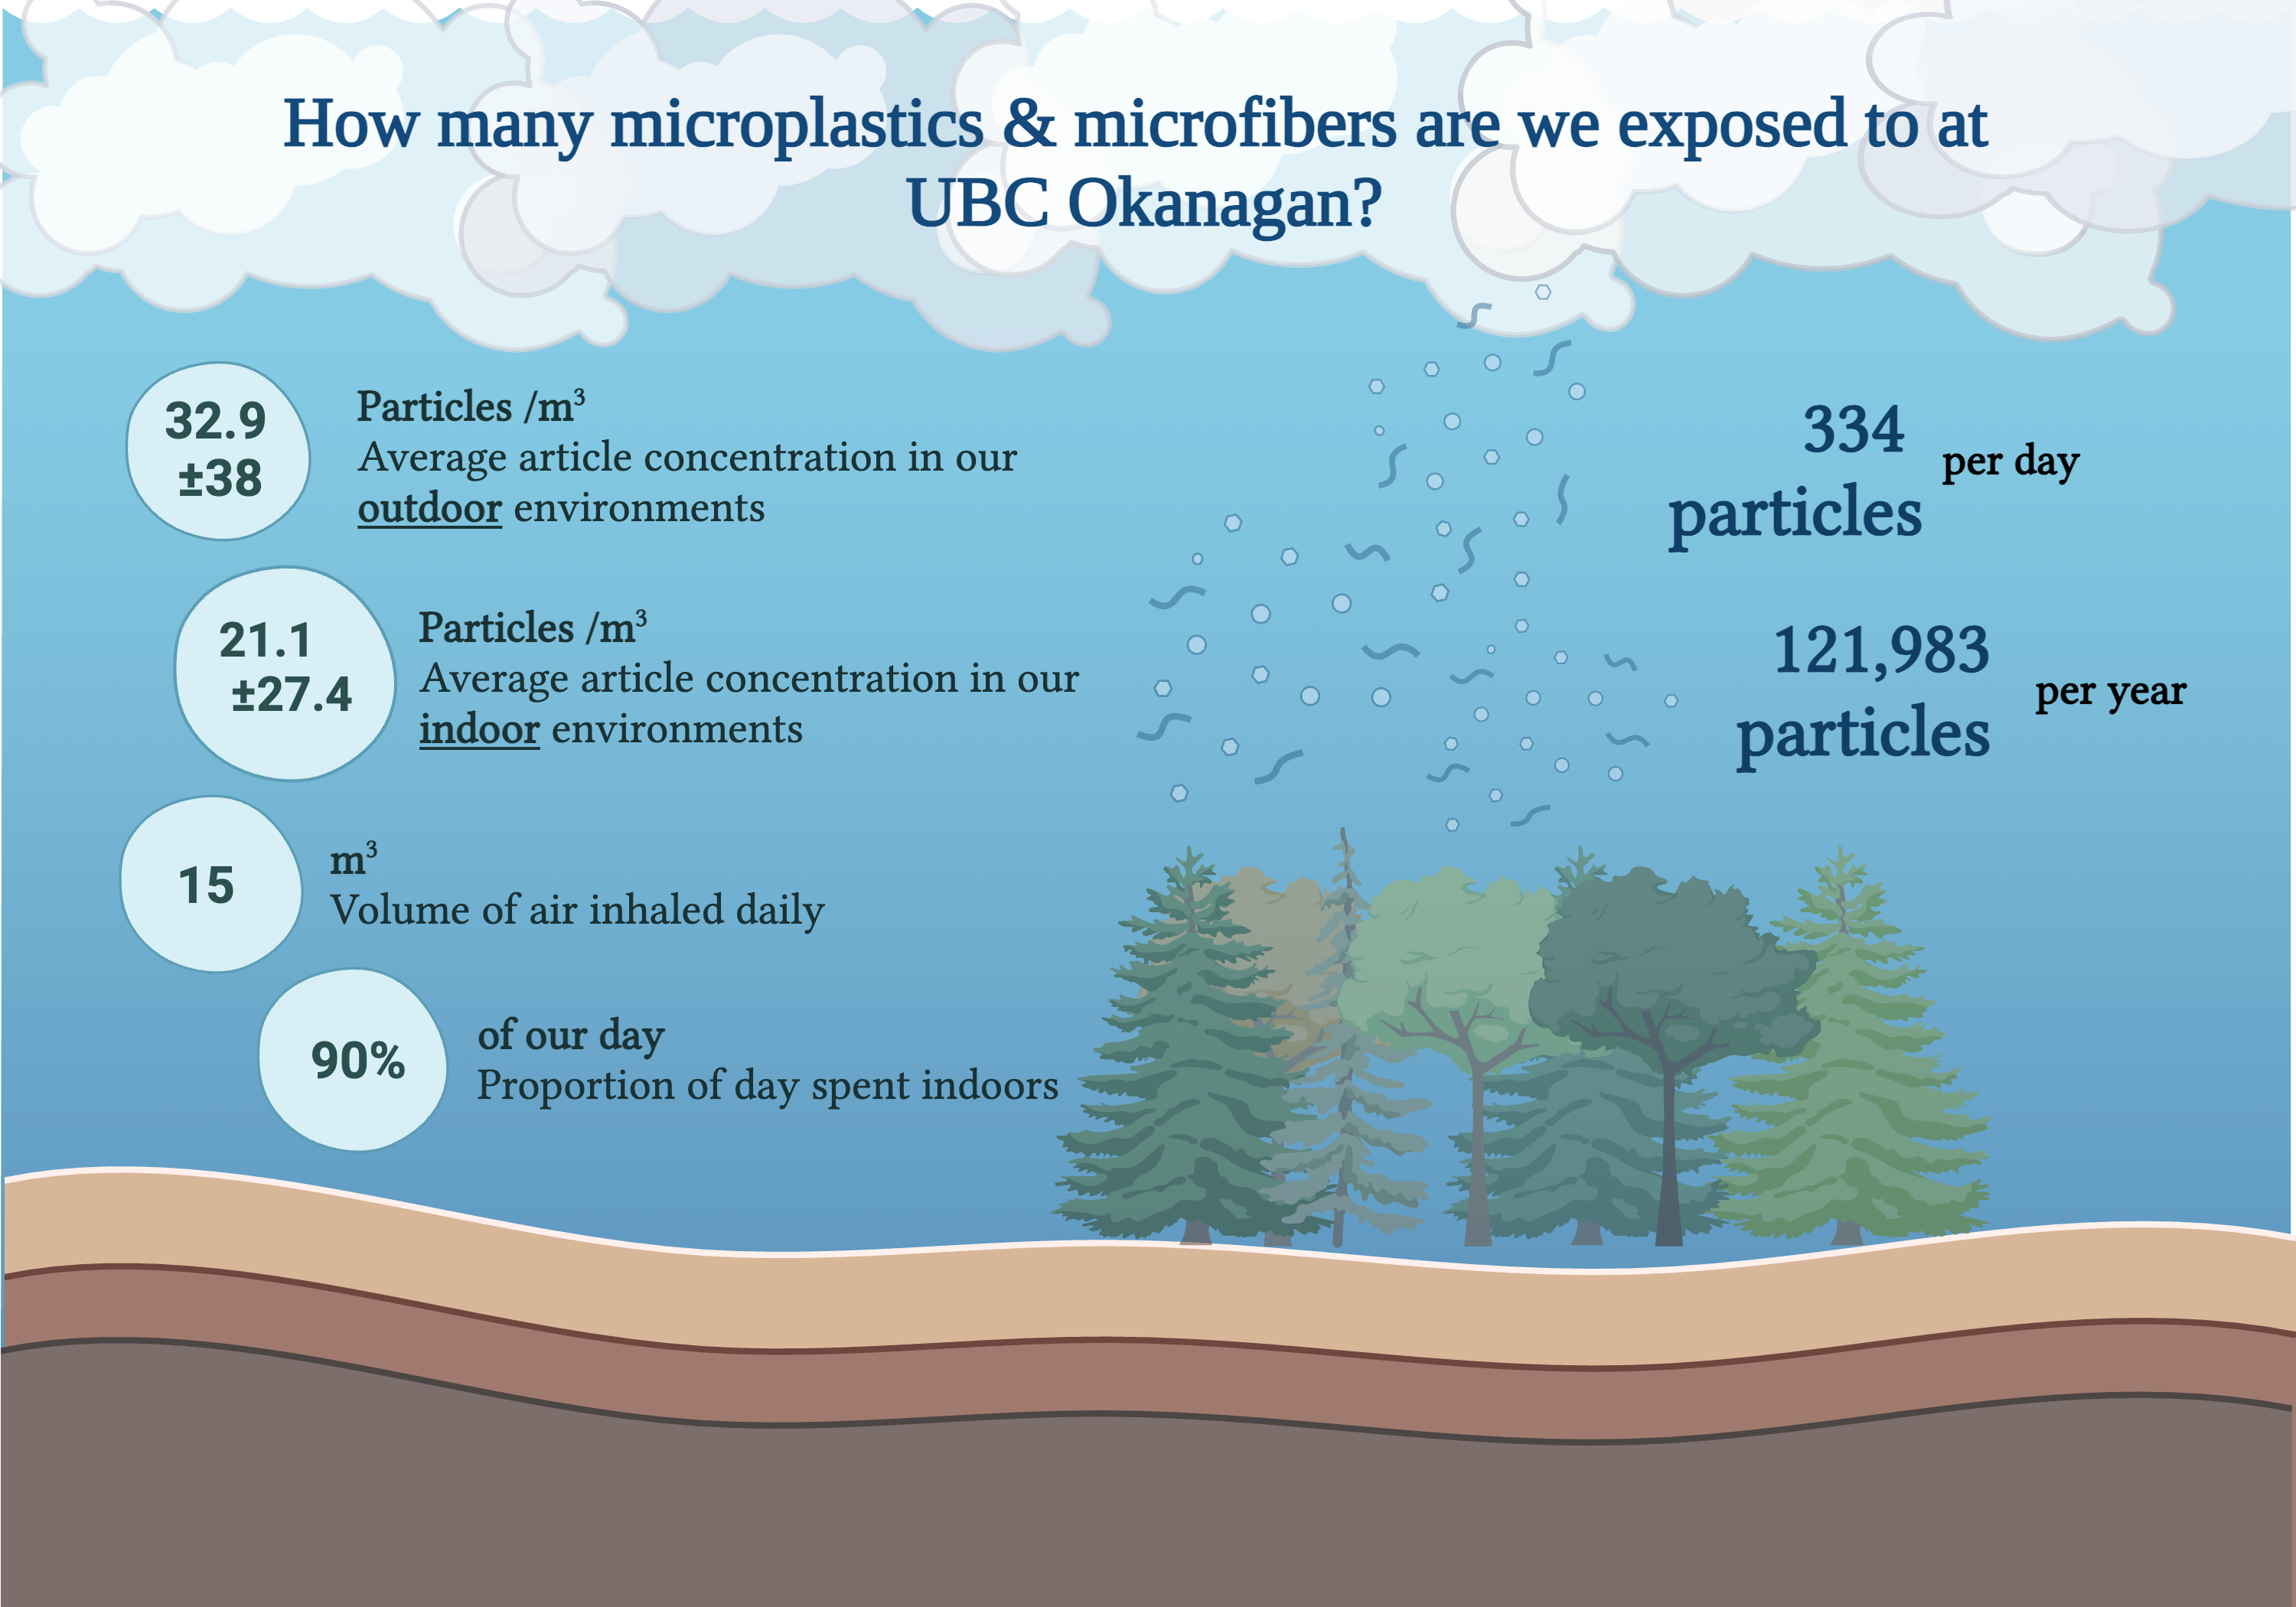 How many microplastics & microfibers are we exposed to at
UBC Okanagan?
32.9
±38
Particles /m³
Average article concentration in our
outdoor environments
21.1
±27.4
Particles /m³
Average article concentration in our
indoor environments
15
m³
Volume of air inhaled daily
90%
of our day
Proportion of day spent indoors
334
particles
per day
121,983
particles
per year